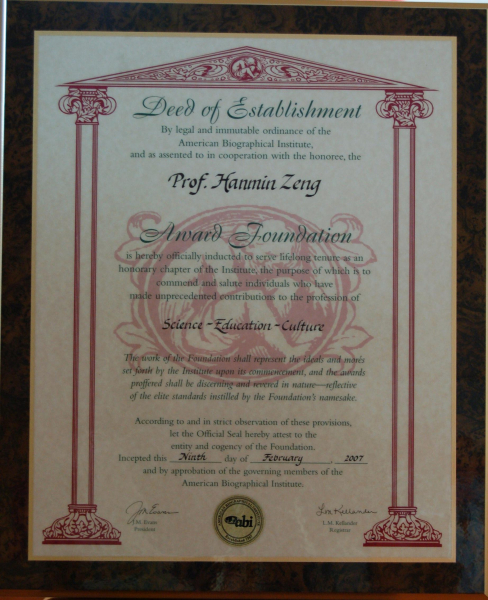 Deed of Establishment
By legal and immutable ordinance of the
American Biographical Institute,
and as assented to in cooperation with the honoree, the
Prof. Hanmin Zeng
Award Foundation
is hereby officially inducted to serve lifelong tenure as an
honorary chapter of the Institute, the purpose of which is to
commend and salute individuals who have
made unprecedented contributions to the profession of
Science - Education - Culture
The work of the Foundation shall represent the ideals and morés
set forth by the Institute upon its commencement, and the awards
proffered shall be discerning and revered in nature—reflective
of the elite standards instilled by the Foundation's namesake.
According to and in strict observation of these provisions,
let the Official Seal hereby attest to the
entity and cogency of the Foundation.
Incepted this Ninth day of February, 2007
and by approbation of the governing members of the
American Biographical Institute.
J.M. Evans
President
abi
L. M. Kellander
Registrar